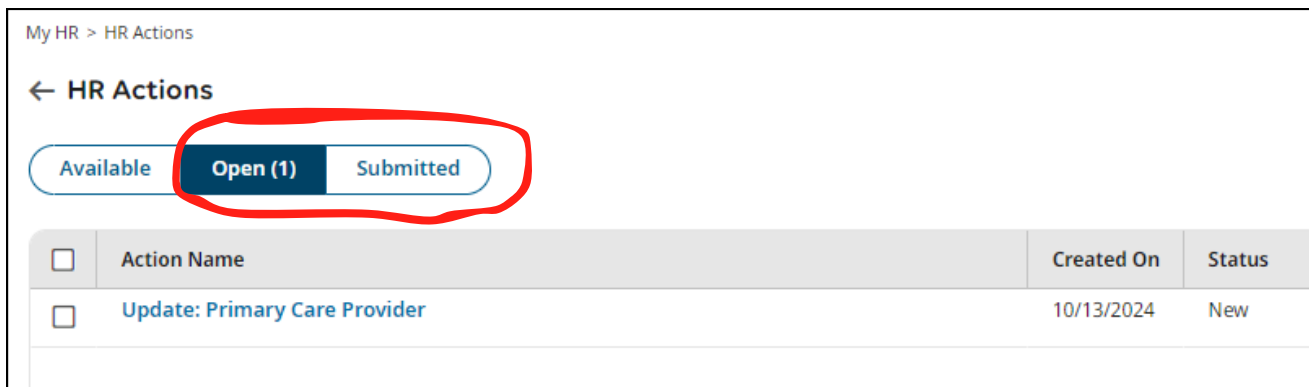 My HR > HR Actions
← HR Actions
Available Open (1) Submitted
Action Name Created On Status
Update: Primary Care Provider 10/13/2024 New